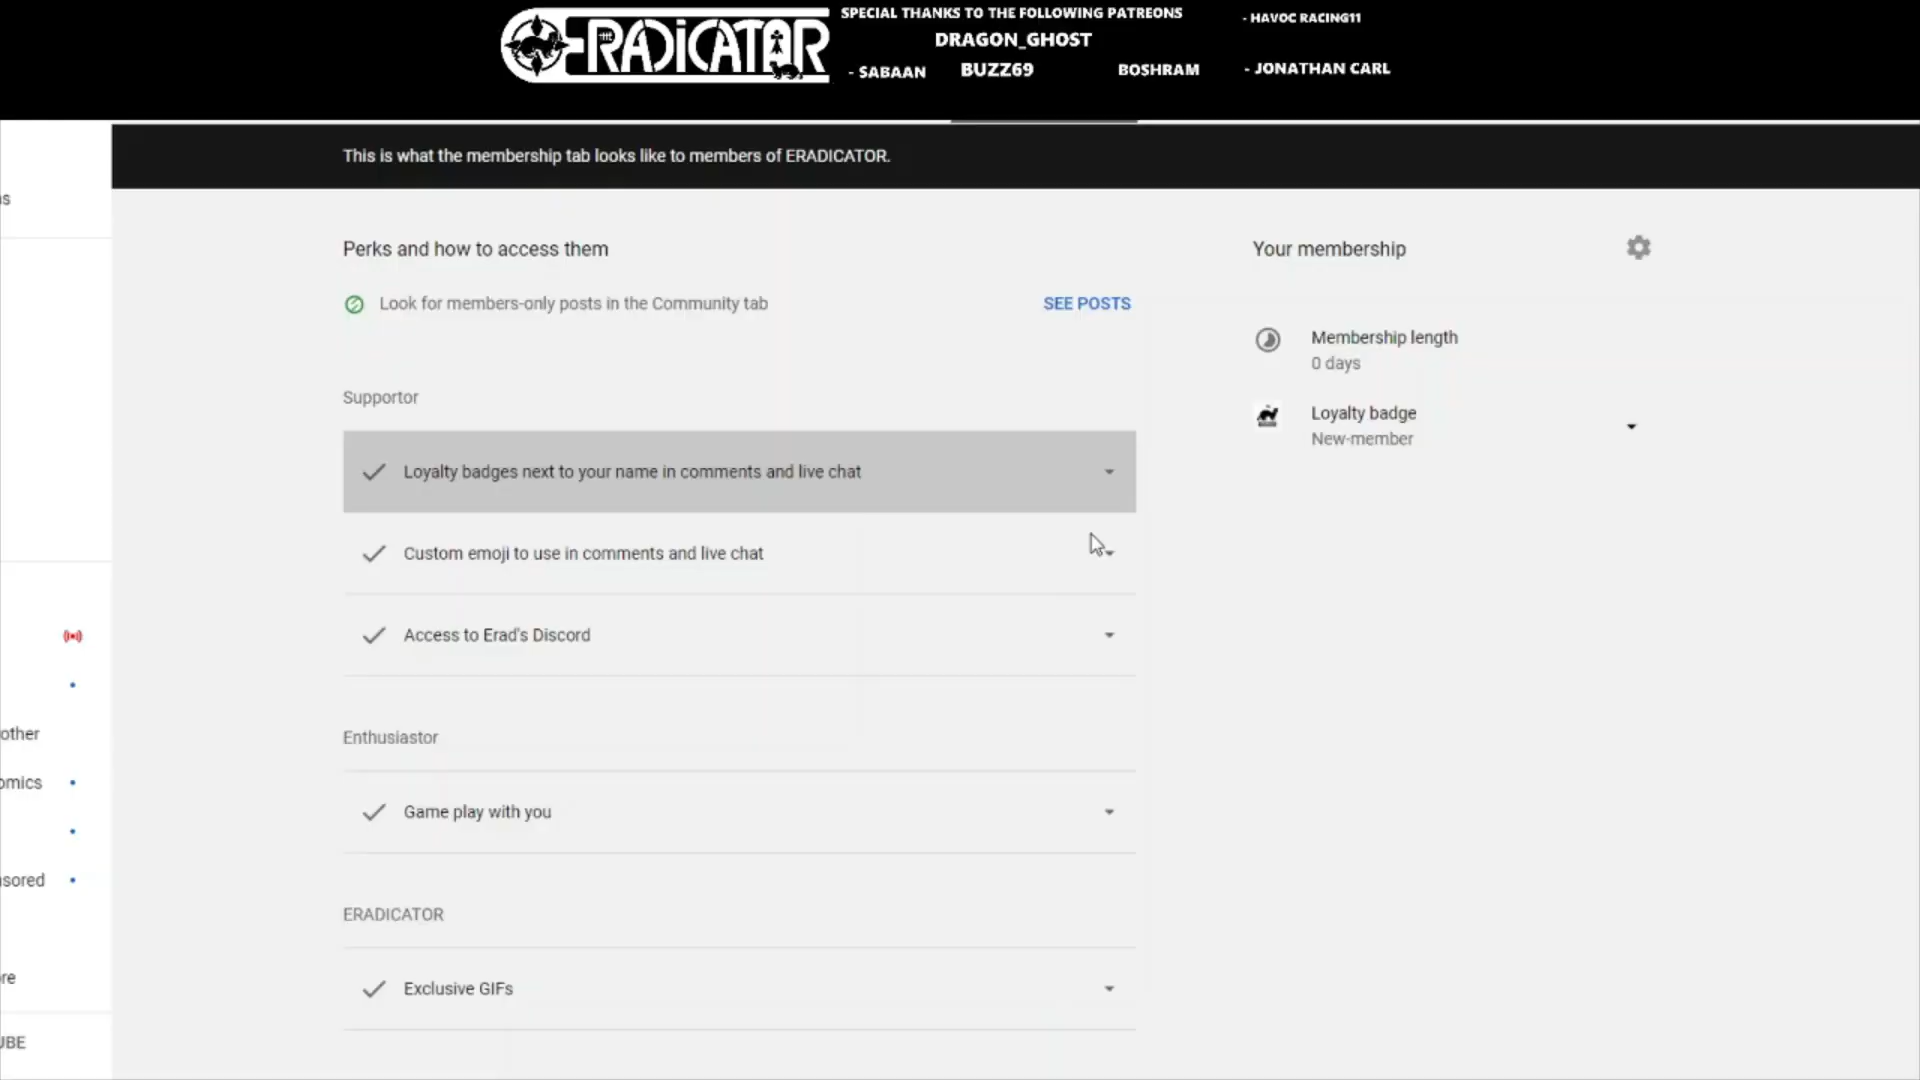 ERADICATOR
SPECIAL THANKS TO THE FOLLOWING PATREONS
- HAVOC RACING11
DRAGON_GHOST
- SABAAN
BUZZ69
BOSHRAM
- JONATHAN CARL
This is what the membership tab looks like to members of ERADICATOR.
Perks and how to access them
Look for members-only posts in the Community tab
SEE POSTS
Supportor
Loyalty badges next to your name in comments and live chat
Custom emoji to use in comments and live chat
Access to Erad's Discord
Enthusiastor
Game play with you
ERADICATOR
Exclusive GIFs
Your membership
Membership length
0 days
Loyalty badge
New-member
s
other
omics
sored
re
UBE